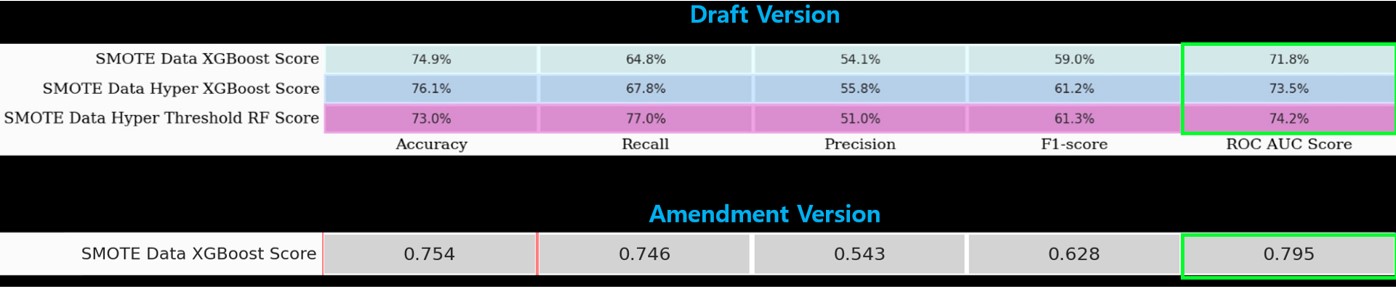 Draft Version
SMOTE Data XGBoost Score 74.9% 64.8% 54.1% 59.0% 71.8%
SMOTE Data Hyper XGBoost Score 76.1% 67.8% 55.8% 61.2% 73.5%
SMOTE Data Hyper Threshold RF Score 73.0% 77.0% 51.0% 61.3% 74.2%
Accuracy Recall Precision F1-score ROC AUC Score
Amendment Version
SMOTE Data XGBoost Score 0.754 0.746 0.543 0.628 0.795